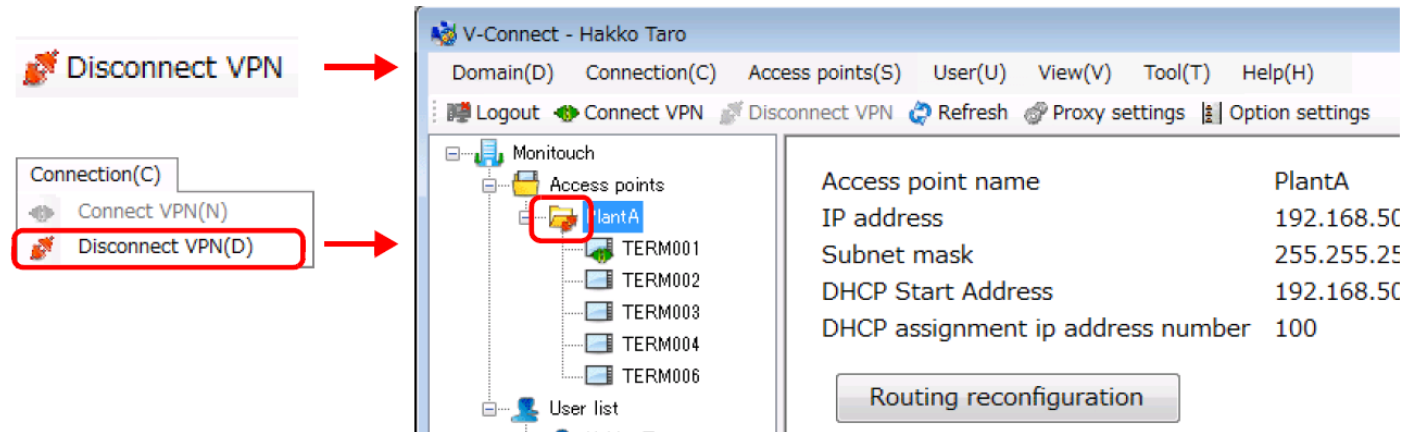 Disconnect VPN
Connection(C)
Connect VPN(N)
Disconnect VPN(D)
V-Connect - Hakko Taro
Domain(D) Connection(C) Access points(S) User(U) View(V) Tool(T) Help(H)
Logout Connect VPN Disconnect VPN Refresh Proxy settings Option settings
Monitouch
Access points
PlantA
TERM001
TERM002
TERM003
TERM004
TERM006
User list
Access point name PlantA
IP address 192.168.50
Subnet mask 255.255.25
DHCP Start Address 192.168.50
DHCP assignment ip address number 100
Routing reconfiguration